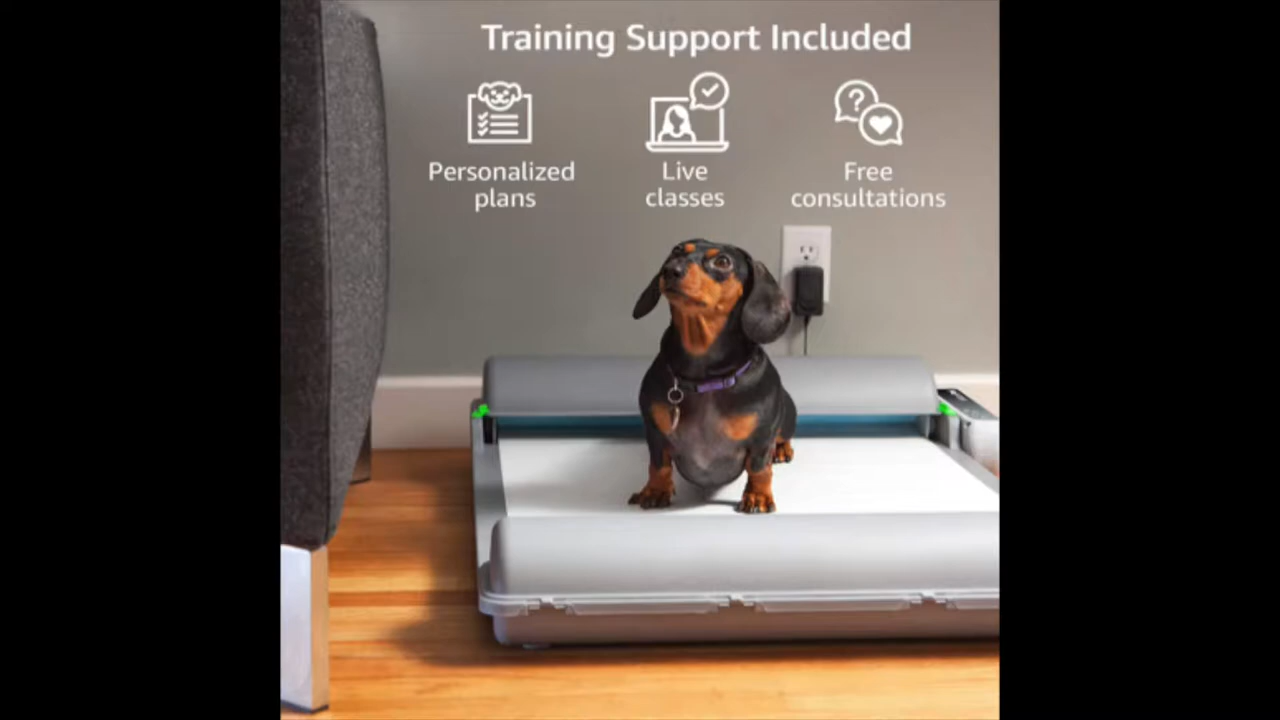 Training Support Included
Personalized
plans
Live
classes
Free
consultations